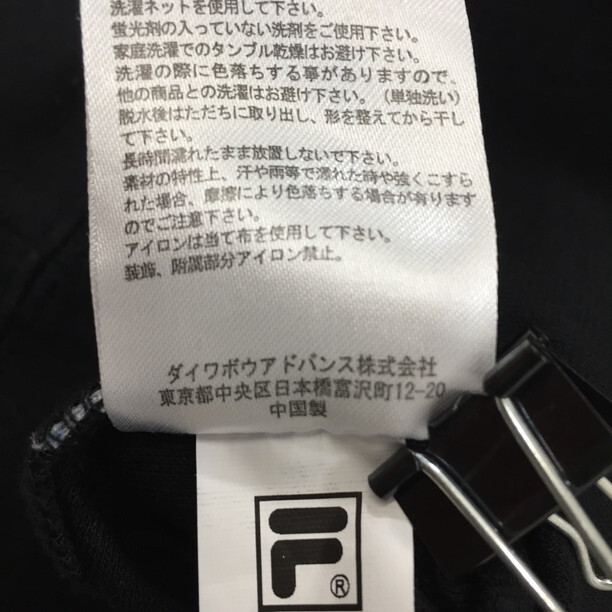 洗濯ネットを使用して下さい。
蛍光剤の入っていない洗剤をご使用下さい。
家庭洗濯でのタンブル乾燥はお避け下さい。
洗濯の際に色落ちする事がありますので、
他の商品との洗濯はお避け下さい。（単独洗い）
脱水後はただちに取り出し、形を整えてから干し
て下さい。
長時間濡れたまま放置しないで下さい。
素材の特性上、汗や雨等で濡れた時や強くこすら
れた場合、摩擦により色落ちする場合が有ります
のでご注意下さい。
アイロンは当て布を使用して下さい。
装飾、附属部分アイロン禁止。
ダイワボウアドバンス株式会社
東京都中央区日本橋富沢町12-20
中国製
F®